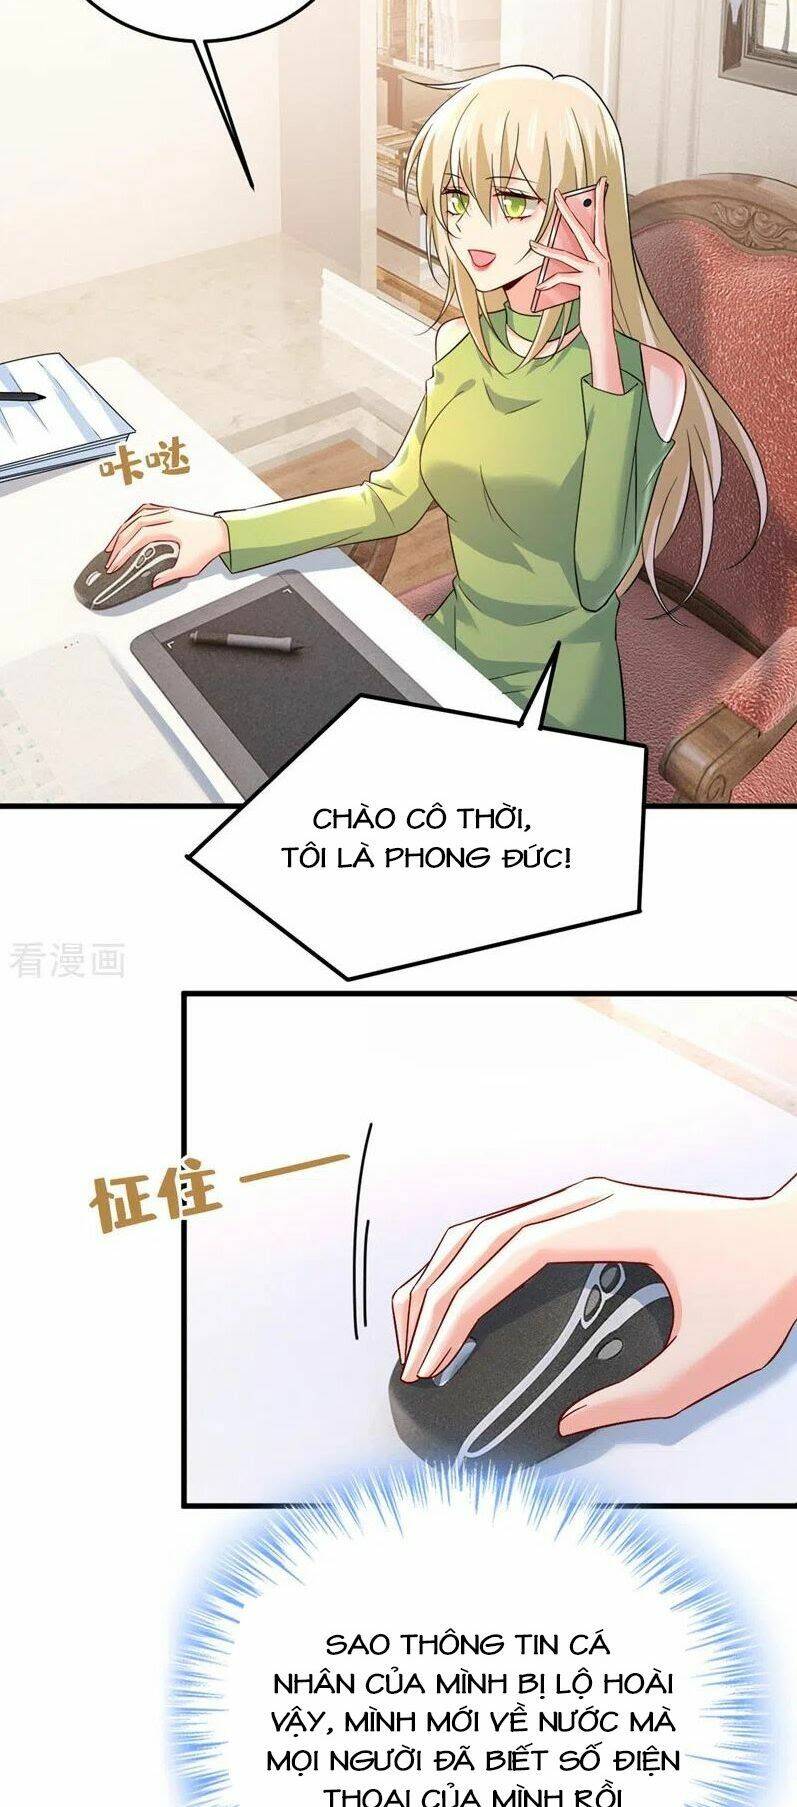 咔哒
CHÀO CÔ THỜI,
TÔI LÀ PHONG ĐỨC!
看漫画
怔住
SAO THÔNG TIN CÁ
NHÂN CỦA MÌNH BỊ LỘ HOÀI
VẬY, MÌNH MỚI VỀ NƯỚC MÀ
MỌI NGƯỜI ĐÃ BIẾT SỐ ĐIỆN
THOẠI CỦA MÌNH RỒI